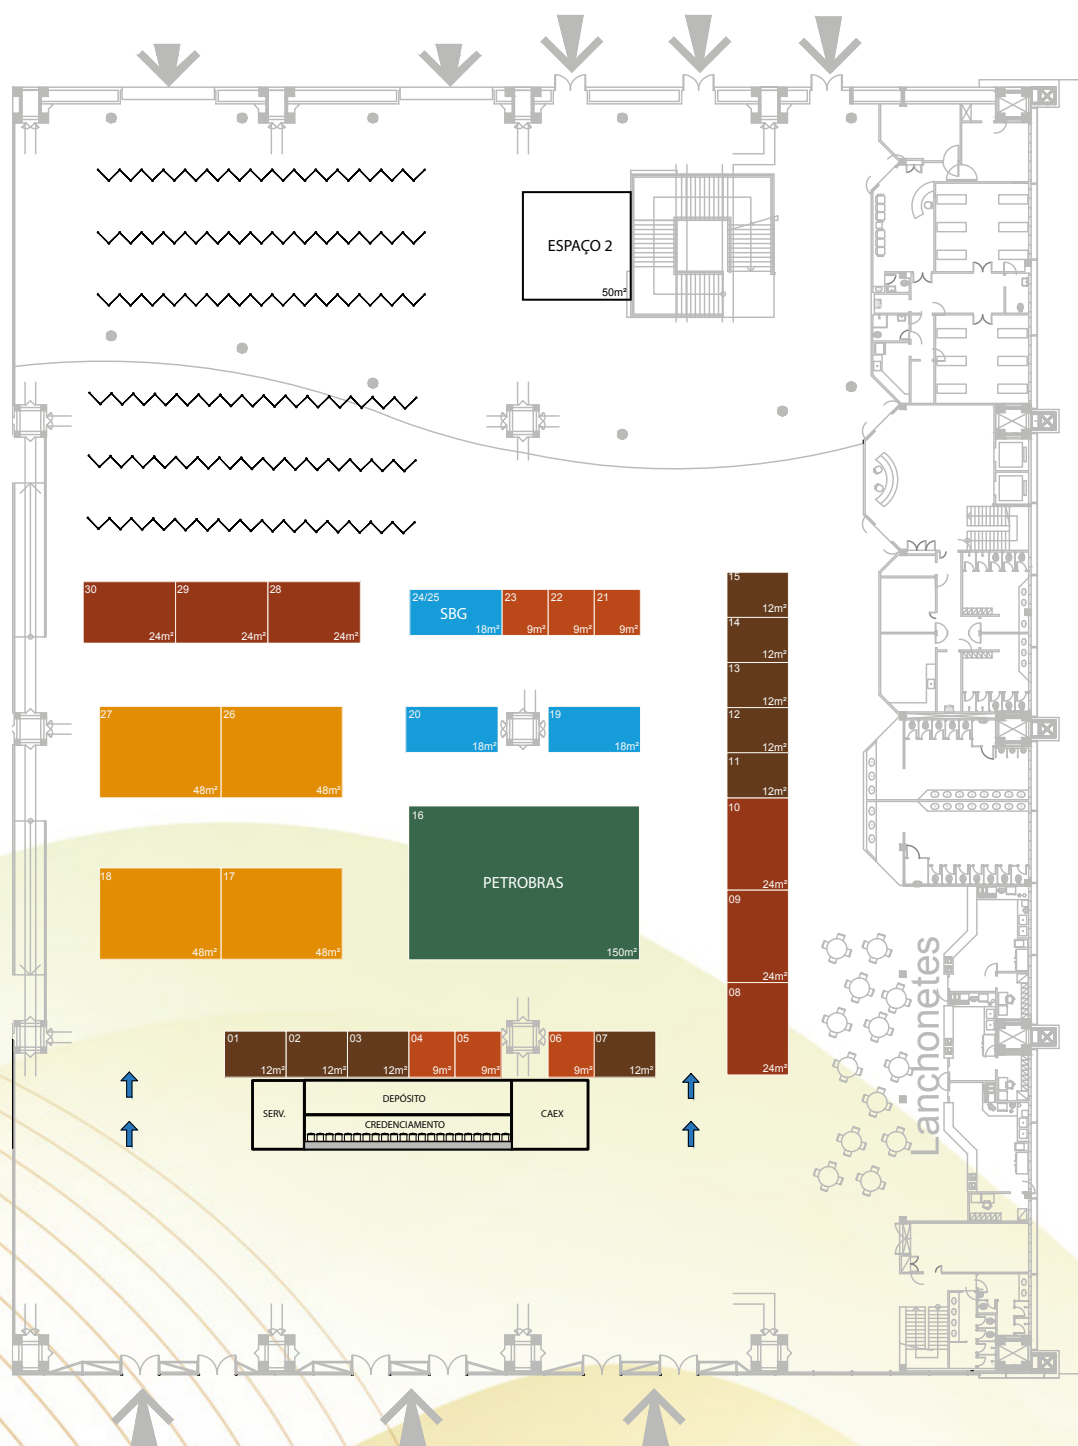 ESPAÇO 2
50m²
30
29
28
24m²
24m²
24m²
24/25
23
22
21
SBG
18m²
9m²
9m²
9m²
15
12m²
14
12m²
13
12m²
12
12m²
11
12m²
10
24m²
09
24m²
08
24m²
27
26
48m²
48m²
20
18m²
19
18m²
16
PETROBRAS
150m²
18
17
48m²
48m²
01
02
03
04
05
06
07
12m²
12m²
12m²
9m²
9m²
9m²
12m²
SERV.
DEPÓSITO
CREDENCIAMENTO
CAEX
Lanchonetes